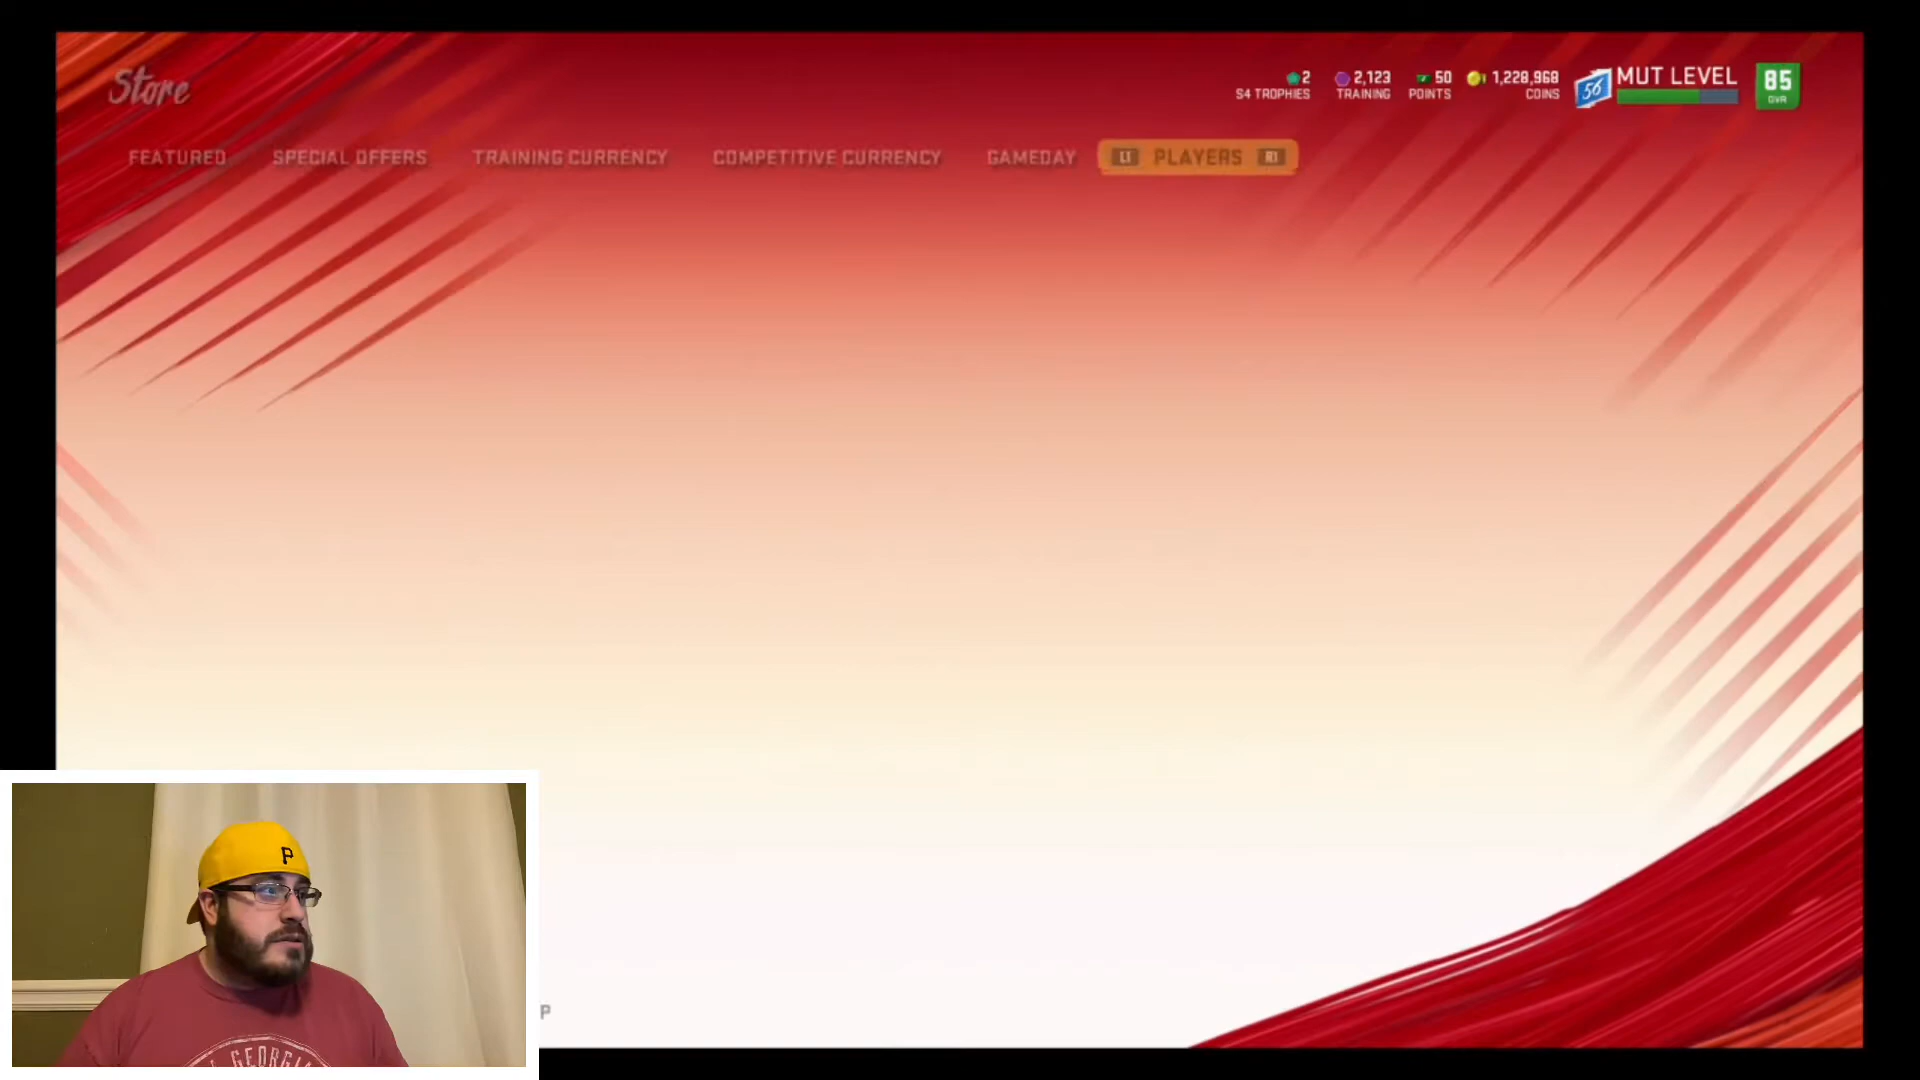 Store
2
S4 TROPHIES
2,123
TRAINING
50
POINTS
1,228,968
COINS
56
MUT LEVEL
85
OVR
FEATURED
SPECIAL OFFERS
TRAINING CURRENCY
COMPETITIVE CURRENCY
GAMEDAY
L1 PLAYERS R1
P
P
GEORGIA